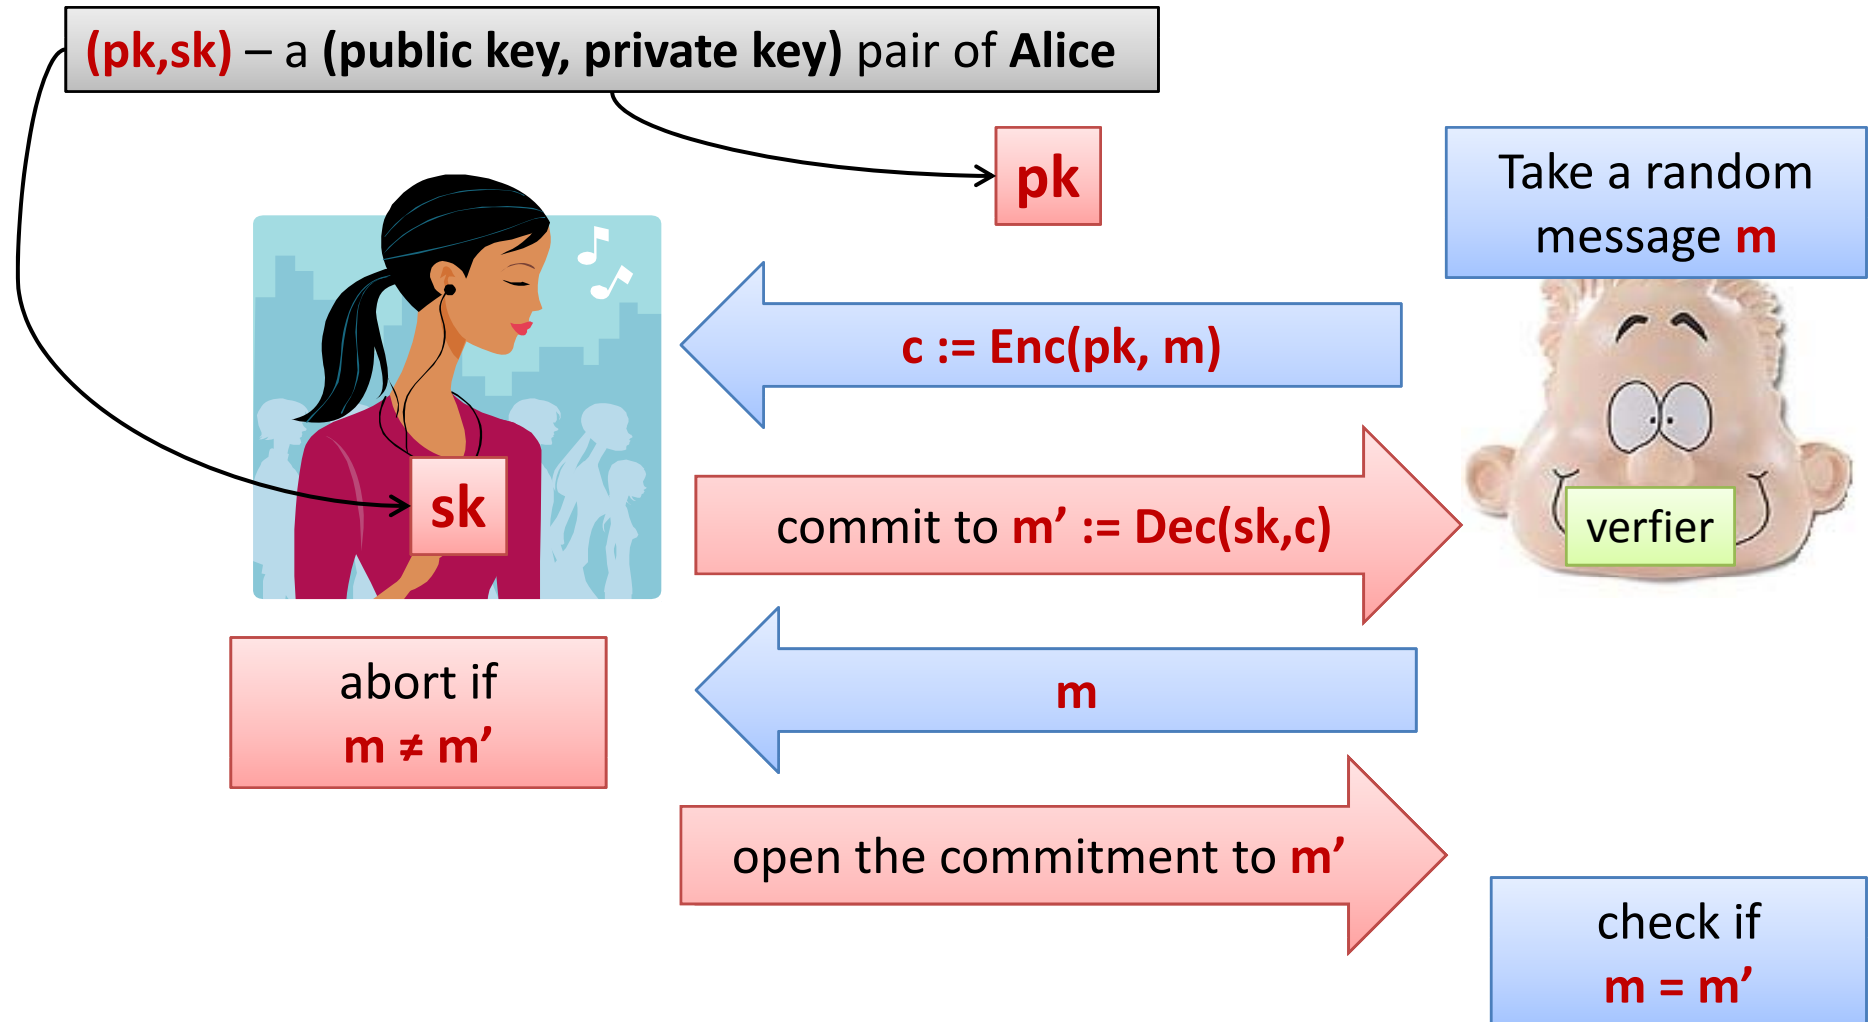 (pk,sk) – a (public key, private key) pair of Alice
pk
Take a random
message m
c := Enc(pk, m)
sk
commit to m’ := Dec(sk,c)
verfier
abort if
m ≠ m’
m
open the commitment to m’
check if
m = m’